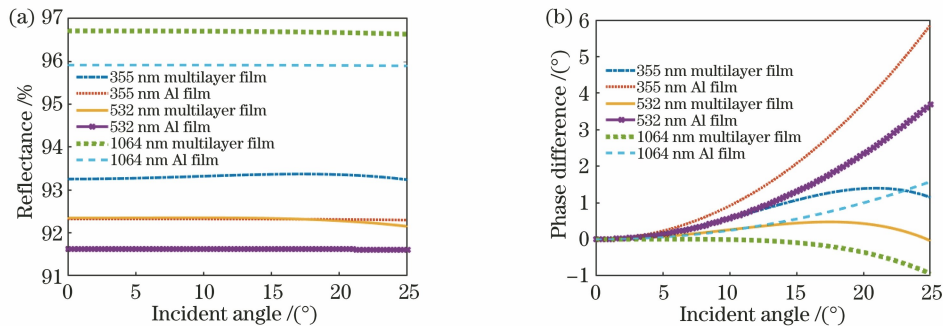 (a)
97
96
95
94
93
92
91
Reflectance /%
355 nm multilayer film
355 nm Al film
532 nm multilayer film
532 nm Al film
1064 nm multilayer film
1064 nm Al film
0
5
10
15
20
25
Incident angle /(°)
(b)
6
5
4
3
2
1
0
−1
Phase difference /(°)
355 nm multilayer film
355 nm Al film
532 nm multilayer film
532 nm Al film
1064 nm multilayer film
1064 nm Al film
0
5
10
15
20
25
Incident angle /(°)